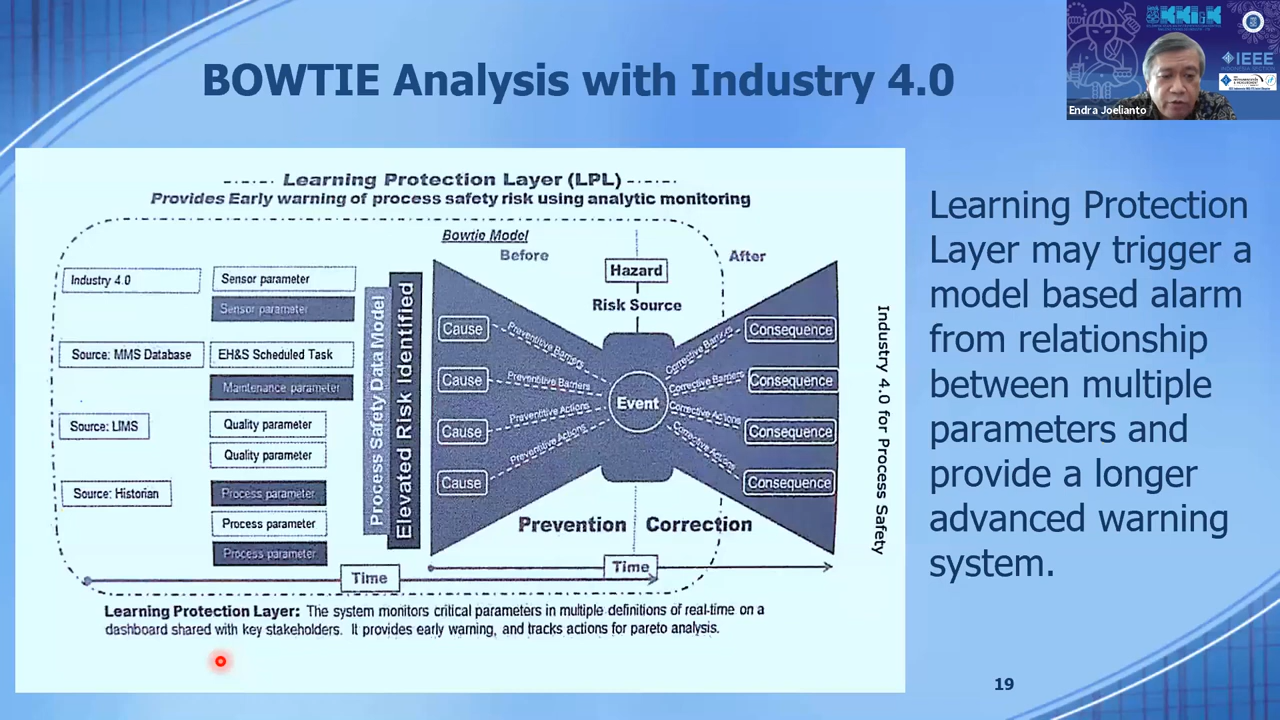 BOWTIE Analysis with Industry 4.0
IEEE
INDONESIA SECTION
Endra Joelianto
Learning Protection Layer (LPL)
Provides Early warning of process safety risk using analytic monitoring
Bowtie Model
Before
After
Hazard
Risk Source
Industry 4.0
Sensor parameter
Sensor parameter
Source: MMS Database
EH&S Scheduled Task
Maintenance parameter
Source: LIMS
Quality parameter
Quality parameter
Source: Historian
Process parameter
Process parameter
Process parameter
Process Safety Data Model
Elevated Risk Identified
Cause
Cause
Cause
Cause
Preventitive Barriers
Preventitive Barriers
Preventitive Actions
Preventitive Actions
Event
Corrective Barriers
Corrective Barriers
Corrective Actions
Corrective Actions
Consequence
Consequence
Consequence
Consequence
Prevention
Correction
Time
Time
Industry 4.0 for Process Safety
Learning Protection Layer: The system monitors critical parameters in multiple definitions of real-time on a
dashboard shared with key stakeholders. It provides early warning, and tracks actions for pareto analysis.
Learning Protection
Layer may trigger a
model based alarm
from relationship
between multiple
parameters and
provide a longer
advanced warning
system.
19